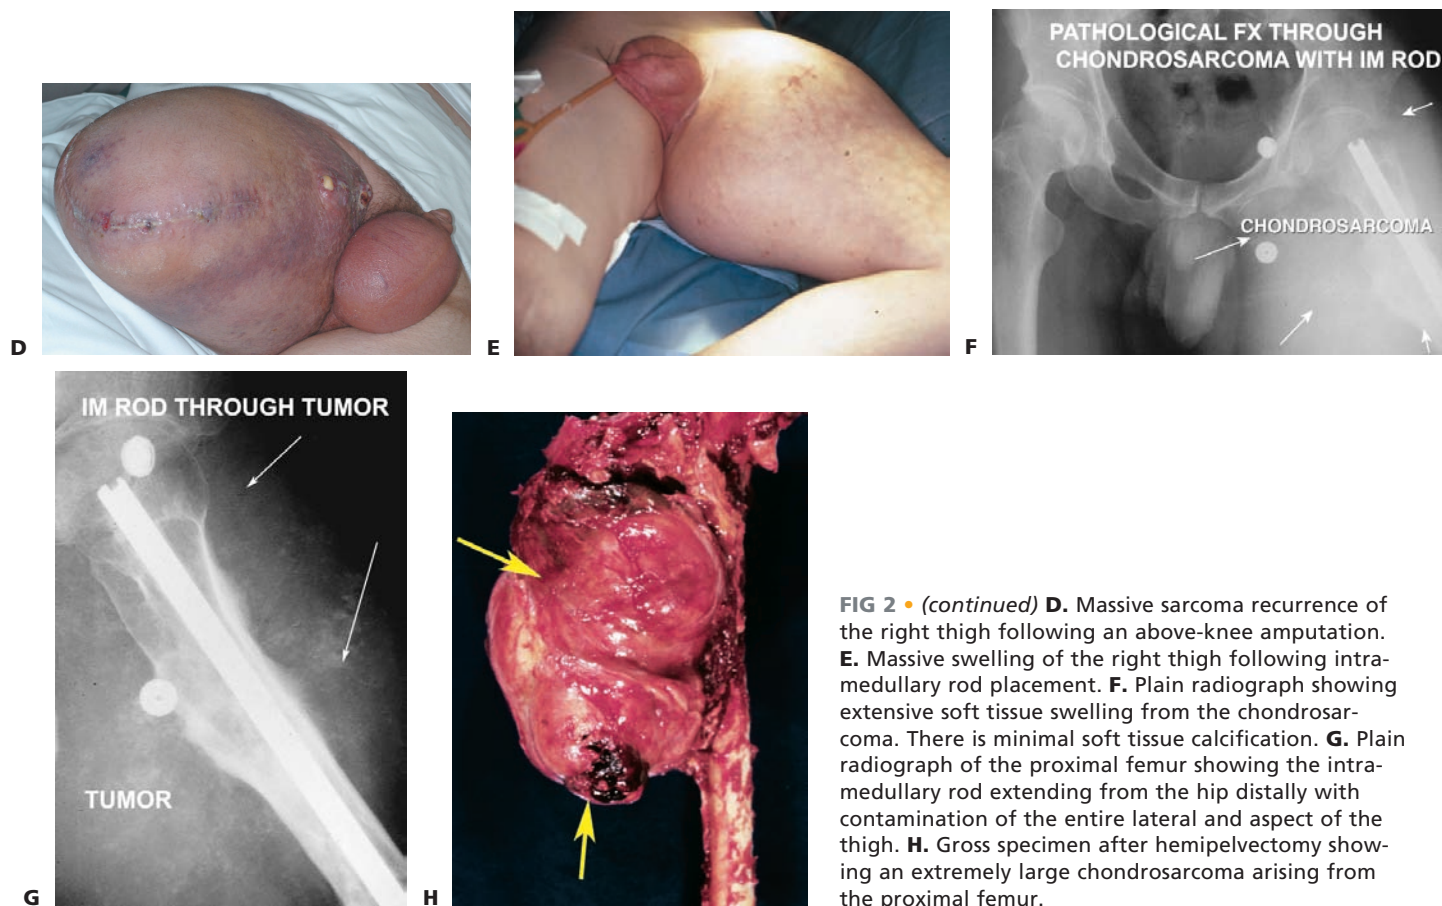 PATHOLOGICAL FX THROUGH
CHONDROSARCOMA WITH IM ROD
CHONDROSARCOMA
D
E
F
IM ROD THROUGH TUMOR
TUMOR
G
H
FIG 2 • (continued) D. Massive sarcoma recurrence of
the right thigh following an above-knee amputation.
E. Massive swelling of the right thigh following intra-
medullary rod placement. F. Plain radiograph showing
extensive soft tissue swelling from the chondrosar-
coma. There is minimal soft tissue calcification. G. Plain
radiograph of the proximal femur showing the intra-
medullary rod extending from the hip distally with
contamination of the entire lateral and aspect of the
thigh. H. Gross specimen after hemipelvectomy show-
ing an extremely large chondrosarcoma arising from
the proximal femur.